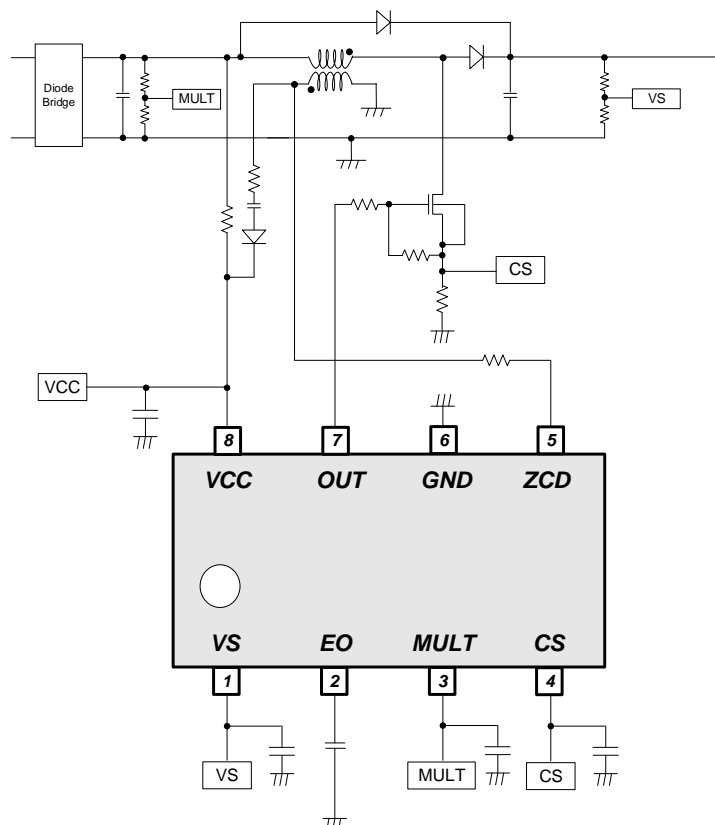 Diode
Bridge
MULT
VS
CS
VCC
8 7 6 5
VCC OUT GND ZCD
VS EO MULT CS
1 2 3 4
VS MULT CS